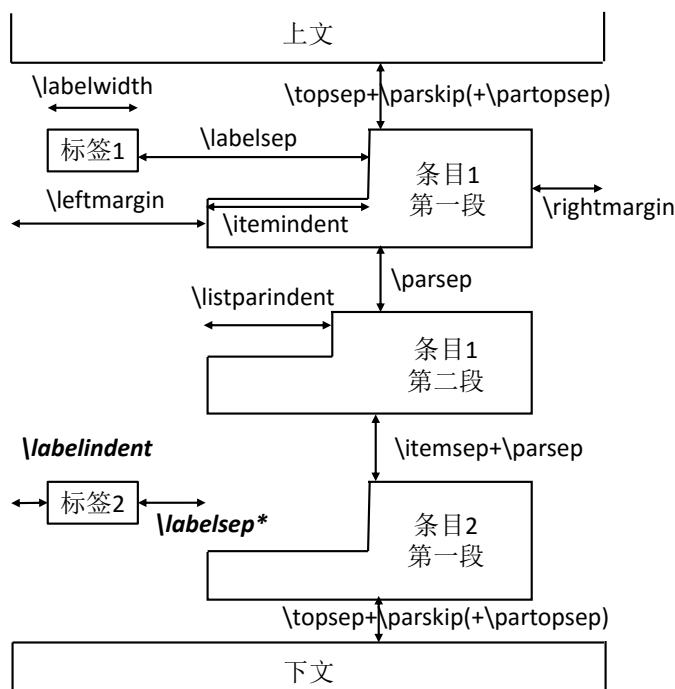 上文
\labelwidth
\topsep+\parskip(+\partopsep)
标签1
\labelsep
条目1
第一段
\leftmargin
\itemindent
\rightmargin
\parsep
\listparindent
条目1
第二段
\labelindent
\itemsep+\parsep
标签2
\labelsep*
条目2
第一段
\topsep+\parskip(+\partopsep)
下文